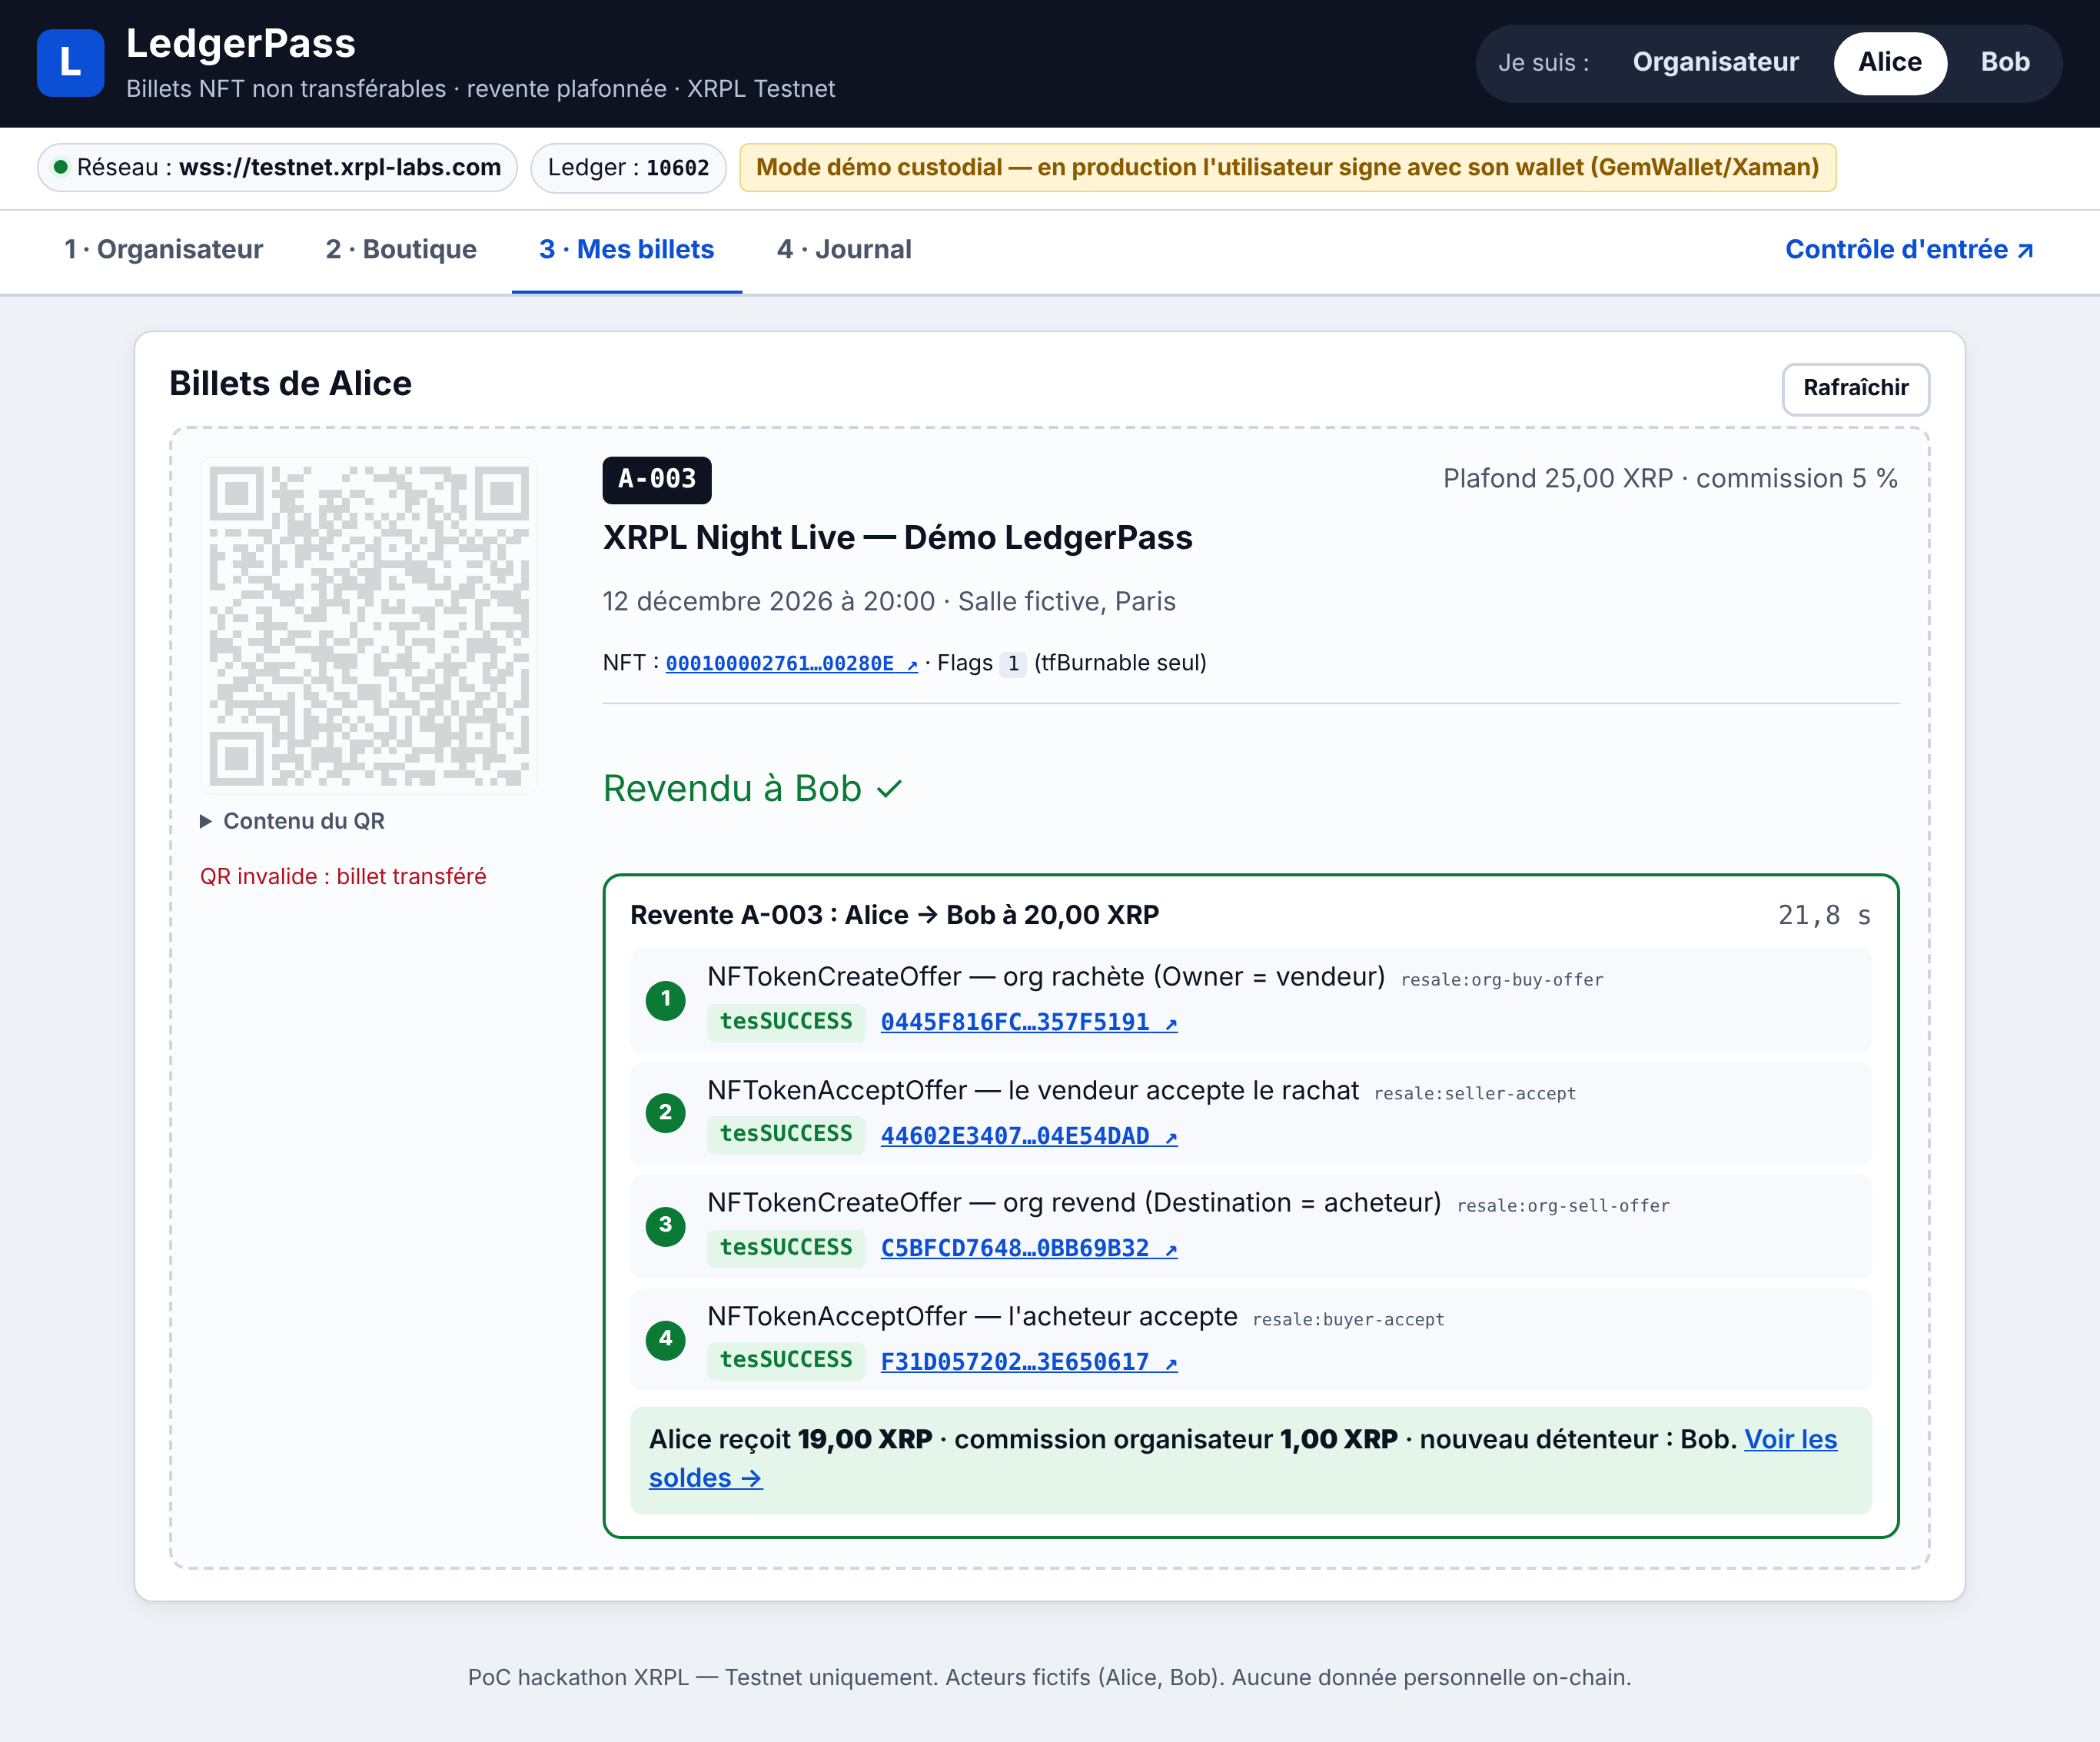 L
LedgerPass
Billets NFT non transférables · revente plafonnée · XRPL Testnet
Je suis : Organisateur Alice Bob
Réseau : wss://testnet.xrpl-labs.com Ledger : 10602 Mode démo custodial — en production l'utilisateur signe avec son wallet (GemWallet/Xaman)
1 · Organisateur 2 · Boutique 3 · Mes billets 4 · Journal Contrôle d'entrée ↗
Billets de Alice
Rafraîchir
A-003
Plafond 25,00 XRP · commission 5 %
XRPL Night Live — Démo LedgerPass
12 décembre 2026 à 20:00 · Salle fictive, Paris
NFT : 000100002761…00280E ↗ · Flags 1 (tfBurnable seul)
▶ Contenu du QR
QR invalide : billet transféré
Revendu à Bob ✓
Revente A-003 : Alice → Bob à 20,00 XRP
21,8 s
1 NFTokenCreateOffer — org rachète (Owner = vendeur) resale:org-buy-offer
tesSUCCESS 0445F816FC…357F5191 ↗
2 NFTokenAcceptOffer — le vendeur accepte le rachat resale:seller-accept
tesSUCCESS 44602E3407…04E54DAD ↗
3 NFTokenCreateOffer — org revend (Destination = acheteur) resale:org-sell-offer
tesSUCCESS C5BFCD7648…0BB69B32 ↗
4 NFTokenAcceptOffer — l'acheteur accepte resale:buyer-accept
tesSUCCESS F31D057202…3E650617 ↗
Alice reçoit 19,00 XRP · commission organisateur 1,00 XRP · nouveau détenteur : Bob. Voir les
soldes →
PoC hackathon XRPL — Testnet uniquement. Acteurs fictifs (Alice, Bob). Aucune donnée personnelle on-chain.